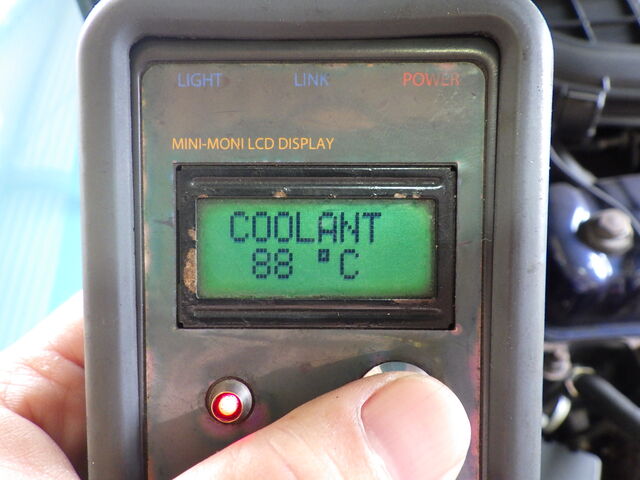 LIGHT LINK POWER
MINI-MONI LCD DISPLAY
COOLANT
88 °C